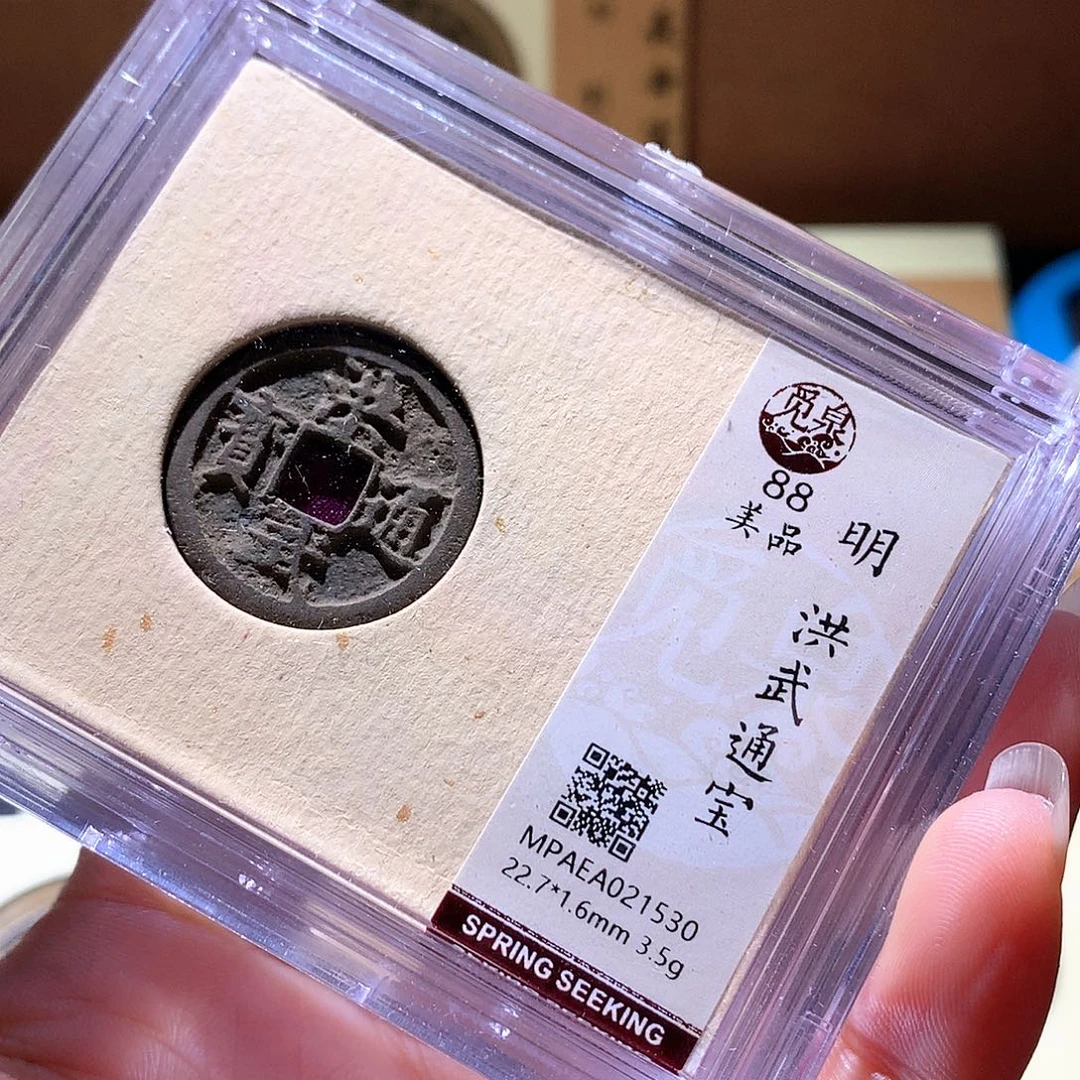 洪武通寳
觅泉
88
美品
明
洪武通宝
MPAEA021530
22.7*1.6mm 3.5g
SPRING SEEKING